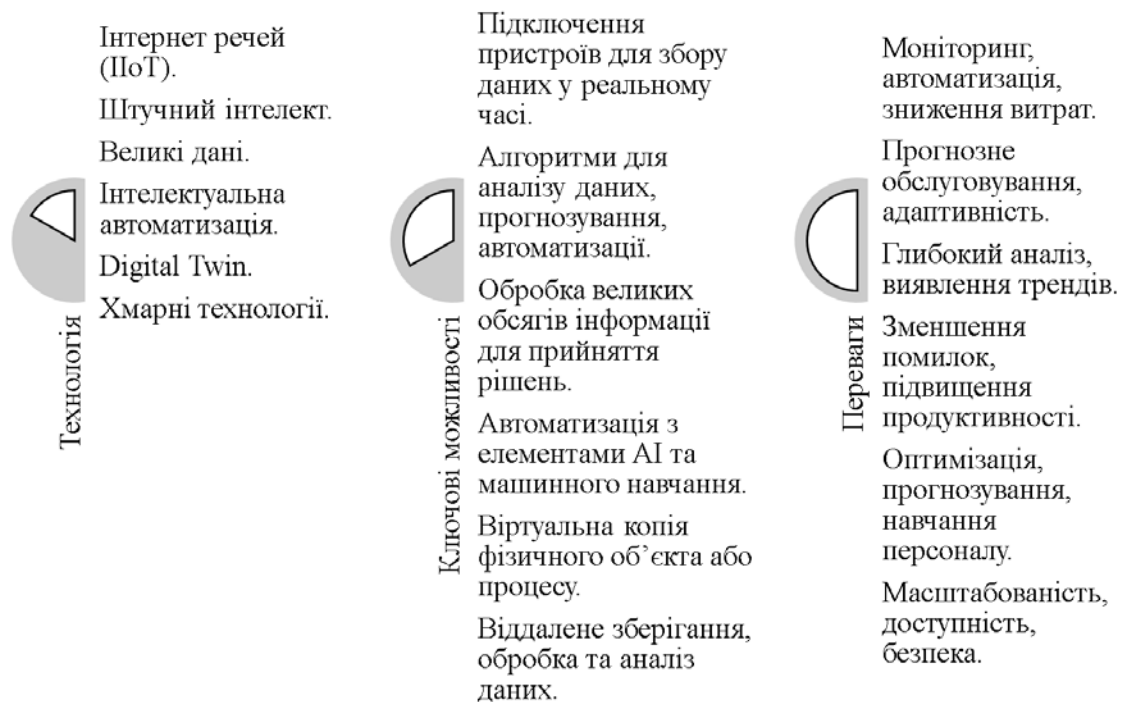 Технологія
Інтернет речей
(IIoT).
Штучний інтелект.
Великі дані.
Інтелектуальна
автоматизація.
Digital Twin.
Хмарні технології.
Ключові можливості
Підключення
пристроїв для збору
даних у реальному
часі.
Алгоритми для
аналізу даних,
прогнозування,
автоматизації.
Обробка великих
обсягів інформації
для прийняття
рішень.
Автоматизація з
елементами AI та
машинного навчання.
Віртуальна копія
фізичного об’єкта або
процесу.
Віддалене зберігання,
обробка та аналіз
даних.
Переваги
Моніторинг,
автоматизація,
зниження витрат.
Прогнозне
обслуговування,
адаптивність.
Глибокий аналіз,
виявлення трендів.
Зменшення
помилок,
підвищення
продуктивності.
Оптимізація,
прогнозування,
навчання
персоналу.
Масштабованість,
доступність,
безпека.